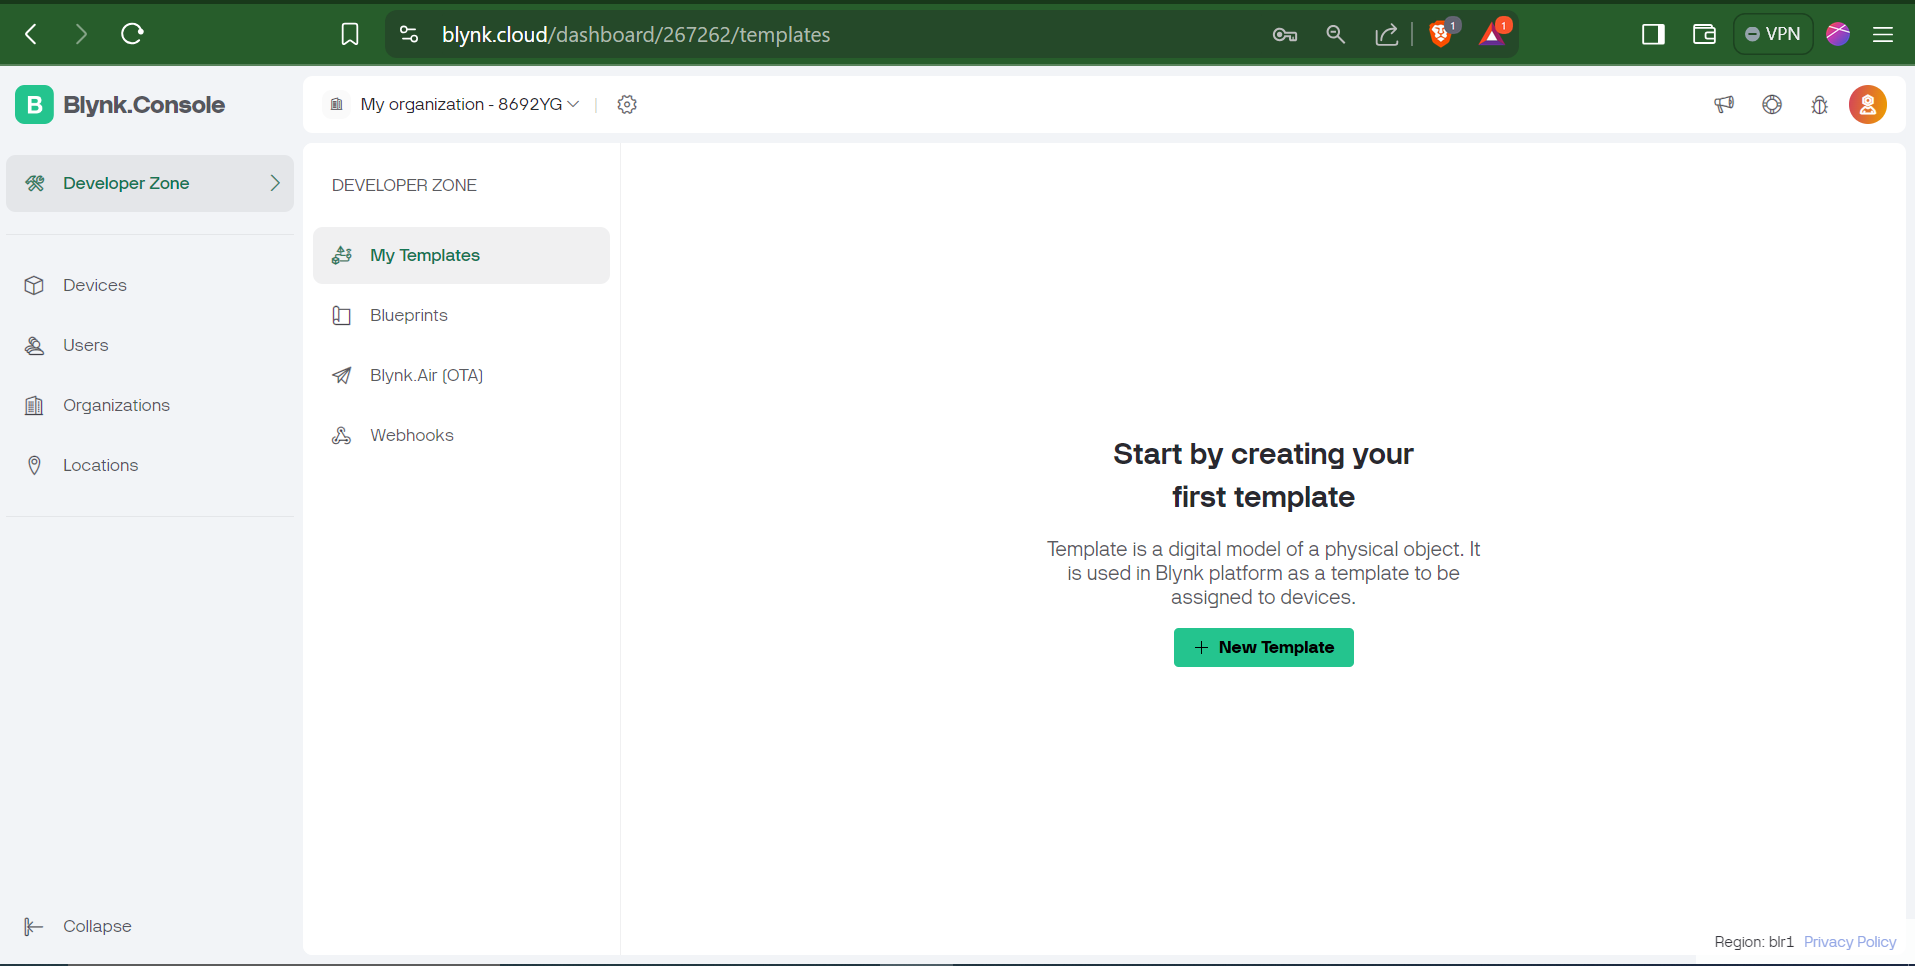 blynk.cloud/dashboard/267262/templates
1
1
VPN
B
Blynk.Console
My organization - 8692YG
Developer Zone
Devices
Users
Organizations
Locations
Collapse
DEVELOPER ZONE
My Templates
Blueprints
Blynk.Air (OTA)
Webhooks
Start by creating your
first template
Template is a digital model of a physical object. It
is used in Blynk platform as a template to be
assigned to devices.
New Template
Region: blr1 Privacy Policy